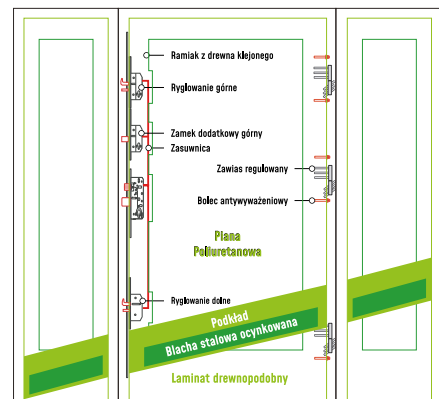 Ramiak z drewna klejonego
Ryglowanie górne
Zamek dodatkowy górny
Zasuwnica
Zawias regulowany
Bolec antywyważeniowy
Piana
Poliuretanowa
Ryglowanie dolne
Podkład
Blacha stalowa ocynkowana
Laminat drewnopodobny